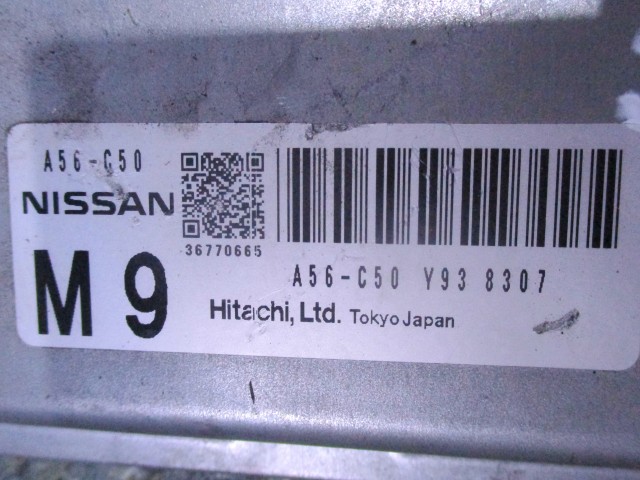 A56-C50
NISSAN
36770665
M 9
A56-C50 Y93 8307
Hitachi, Ltd. Tokyo Japan